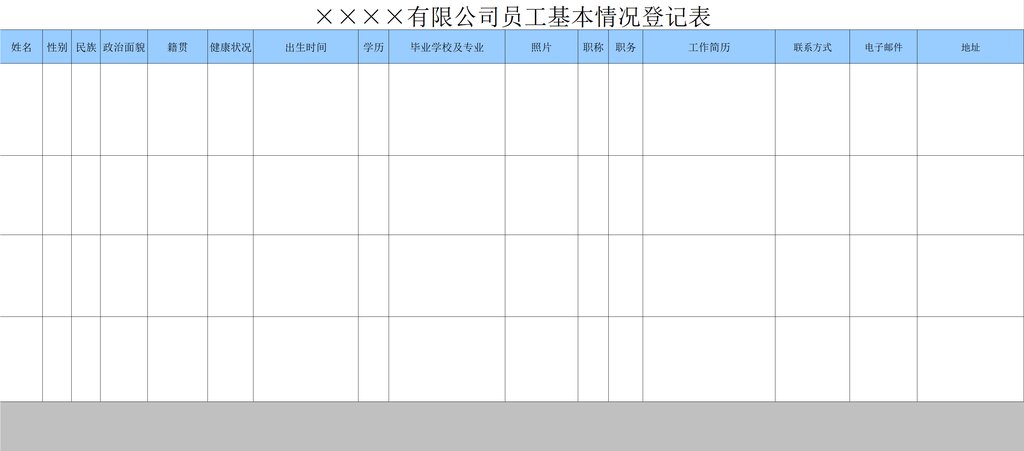 ××××有限公司员工基本情况登记表
姓名 性别 民族 政治面貌 籍贯 健康状况 出生时间 学历 毕业学校及专业 照片 职称 职务 工作简历 联系方式 电子邮件 地址